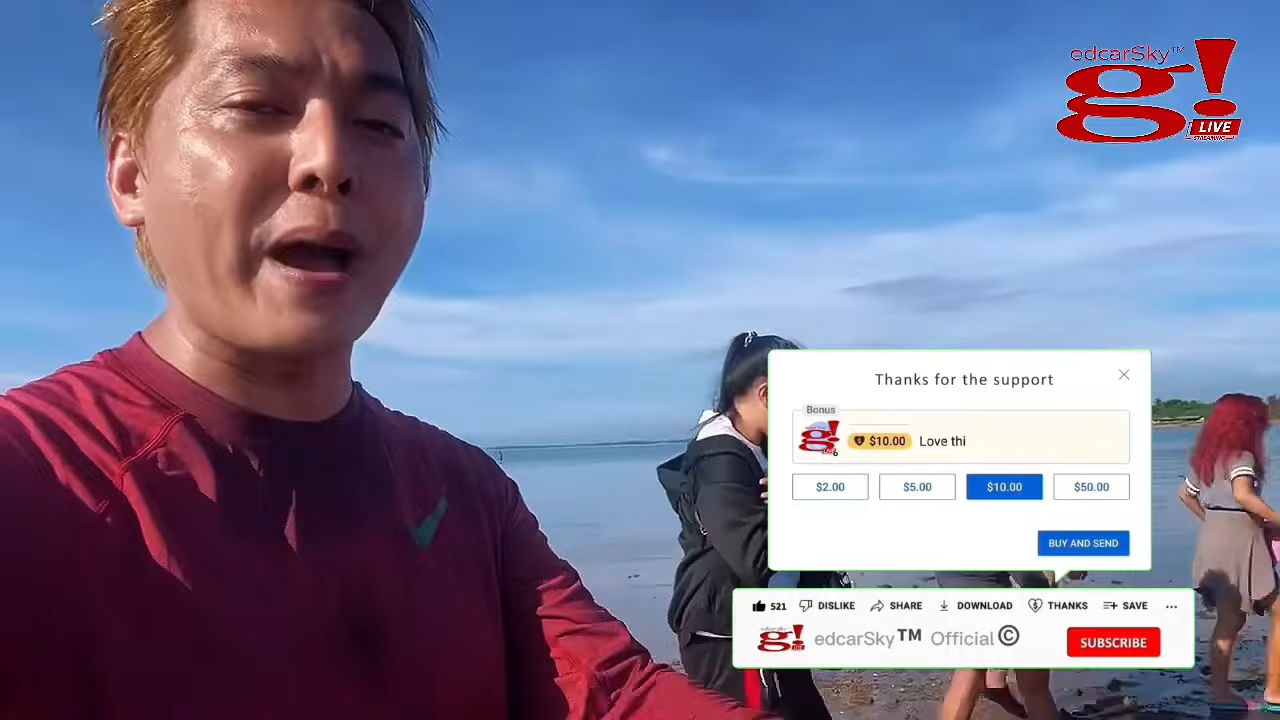 edcarSky™
g!
LIVE
STREAMING
Thanks for the support
Bonus
$10.00 Love thi
$2.00 $5.00 $10.00 $50.00
BUY AND SEND
521 DISLIKE SHARE DOWNLOAD THANKS SAVE
g! edcarSky™ Official ©
SUBSCRIBE